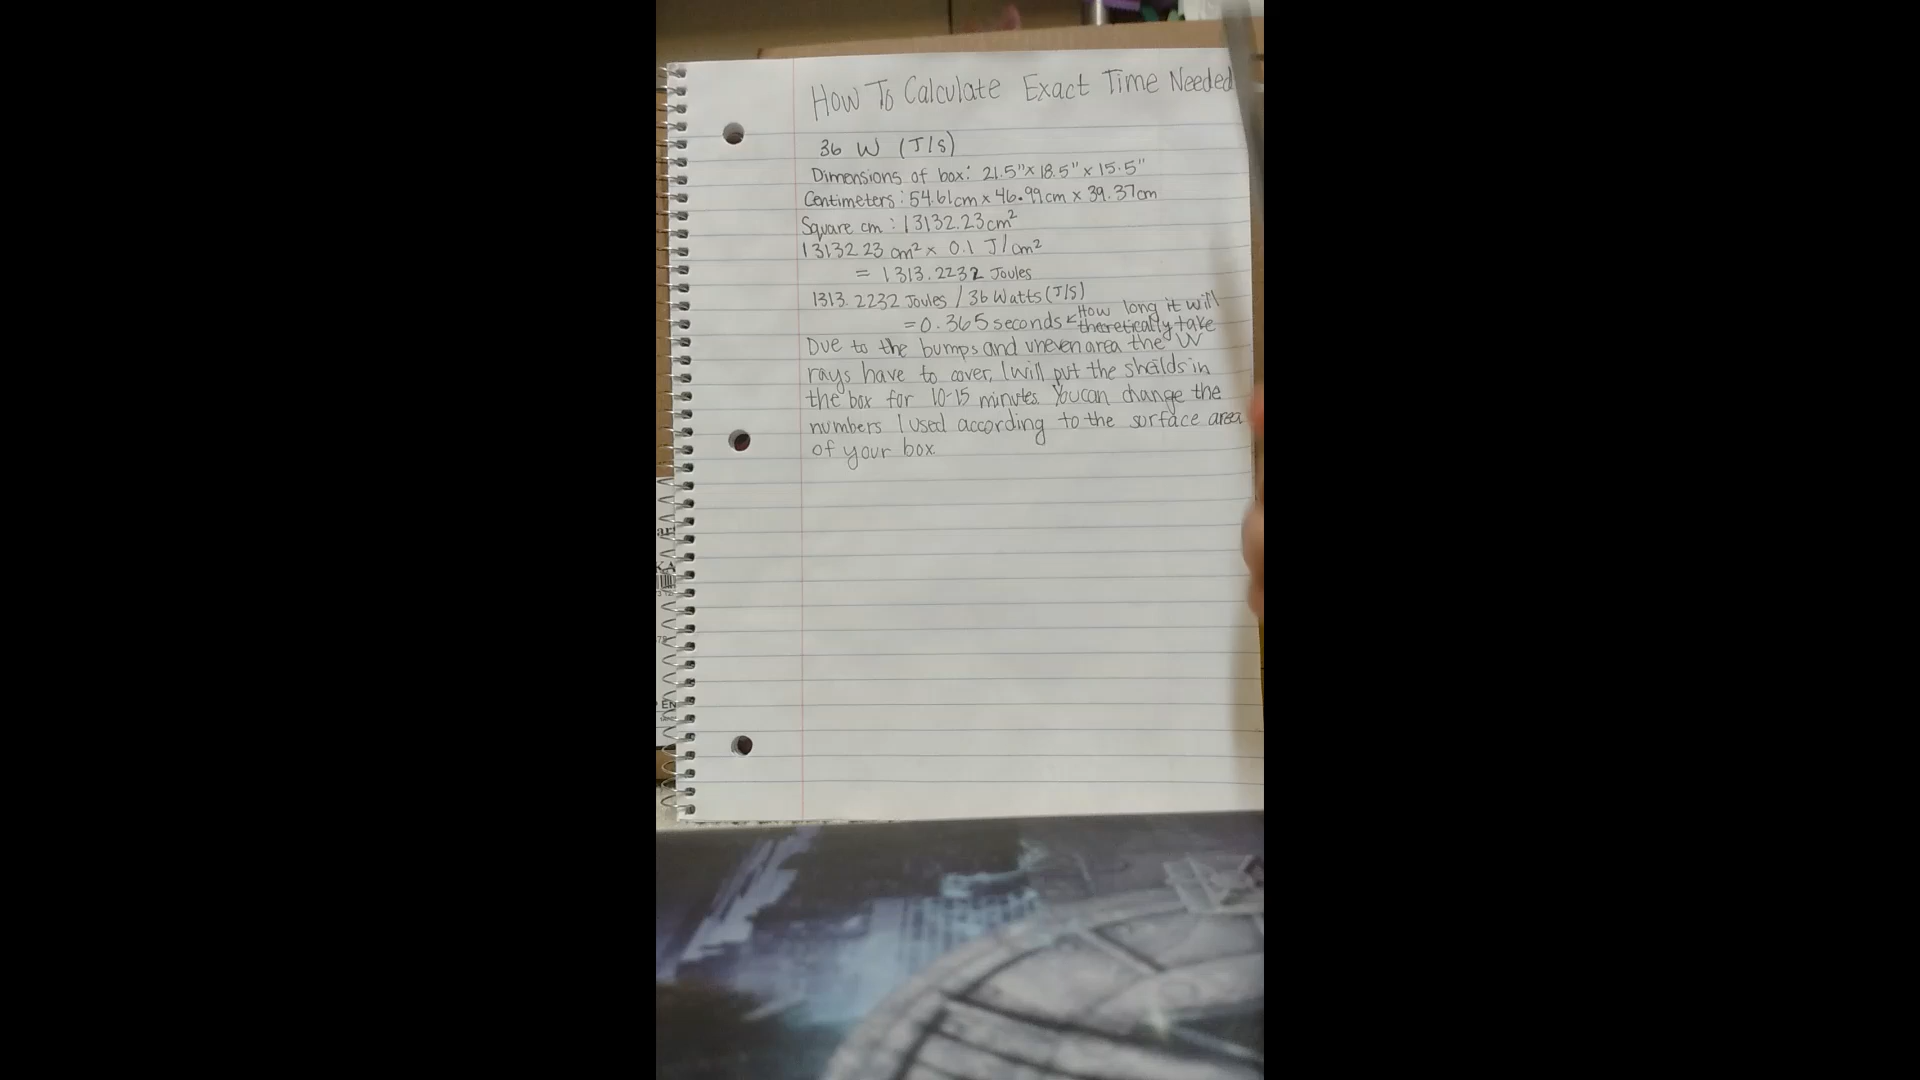 How To Calculate Exact Time Needed
36 W (J/s)
Dimensions of box: 21.5"x 18.5" x 15.5"
Centimeters: 54.61cm x 46.99cm x 39.37cm
Square cm: 13132.23cm²
13132.23 cm² x 0.1 J/cm²
= 1313.2232 Joules
1313.2232 Joules / 36 Watts (J/s)
= 0.365 seconds ← How long it will
theretically take
Due to the bumps and uneven area the UV
rays have to cover, I will put the sheilds in
the box for 10-15 minutes. You can change the
numbers I used according to the surface area
of your box.
EN